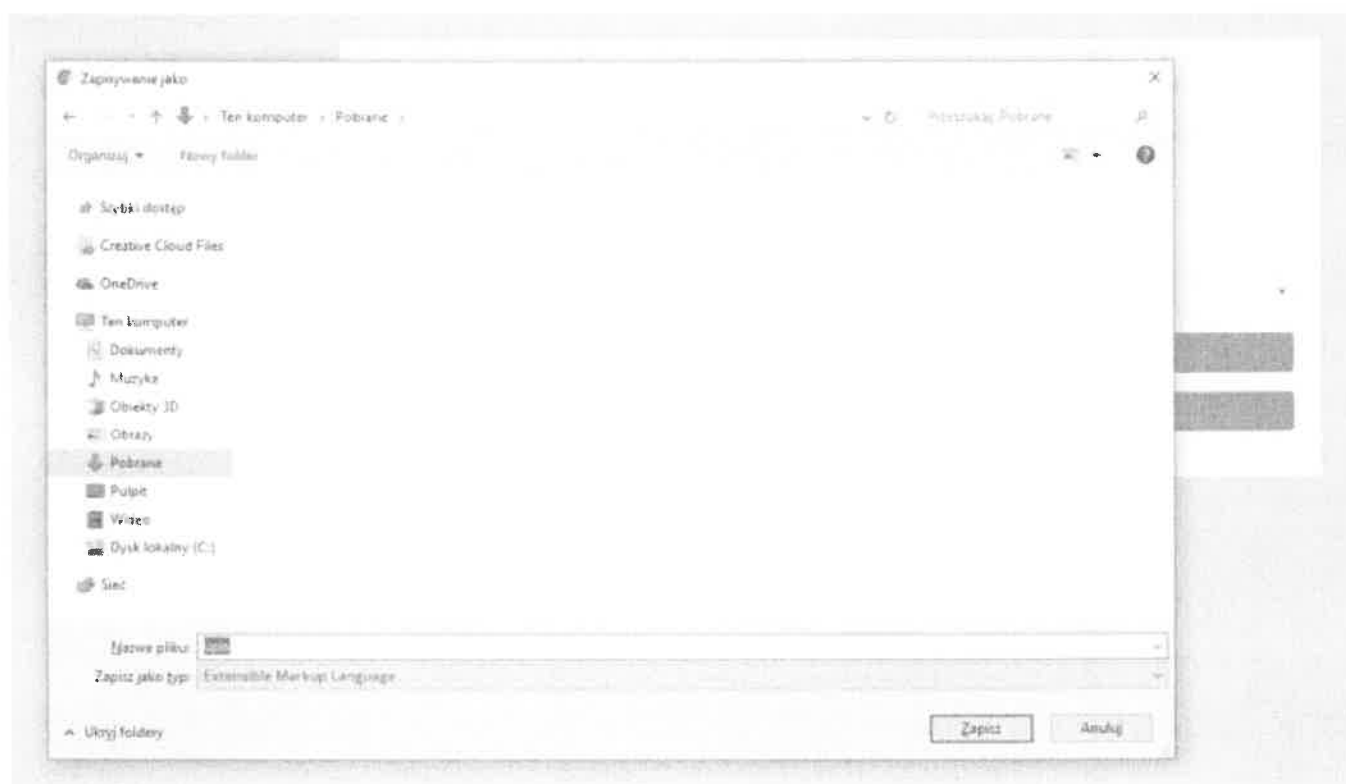 Zapisywanie jako
Ten komputer › Pobrane ›
Przeszukaj: Pobrane
Organizuj
Nowy folder
Szybki dostęp
Creative Cloud Files
OneDrive
Ten komputer
Dokumenty
Muzyka
Obiekty 3D
Obrazy
Pobrane
Pulpit
Wideo
Dysk lokalny (C:)
Sieć
Nazwa pliku:
Zapisz jako typ: Extensible Markup Language
Ukryj foldery
Zapisz
Anuluj